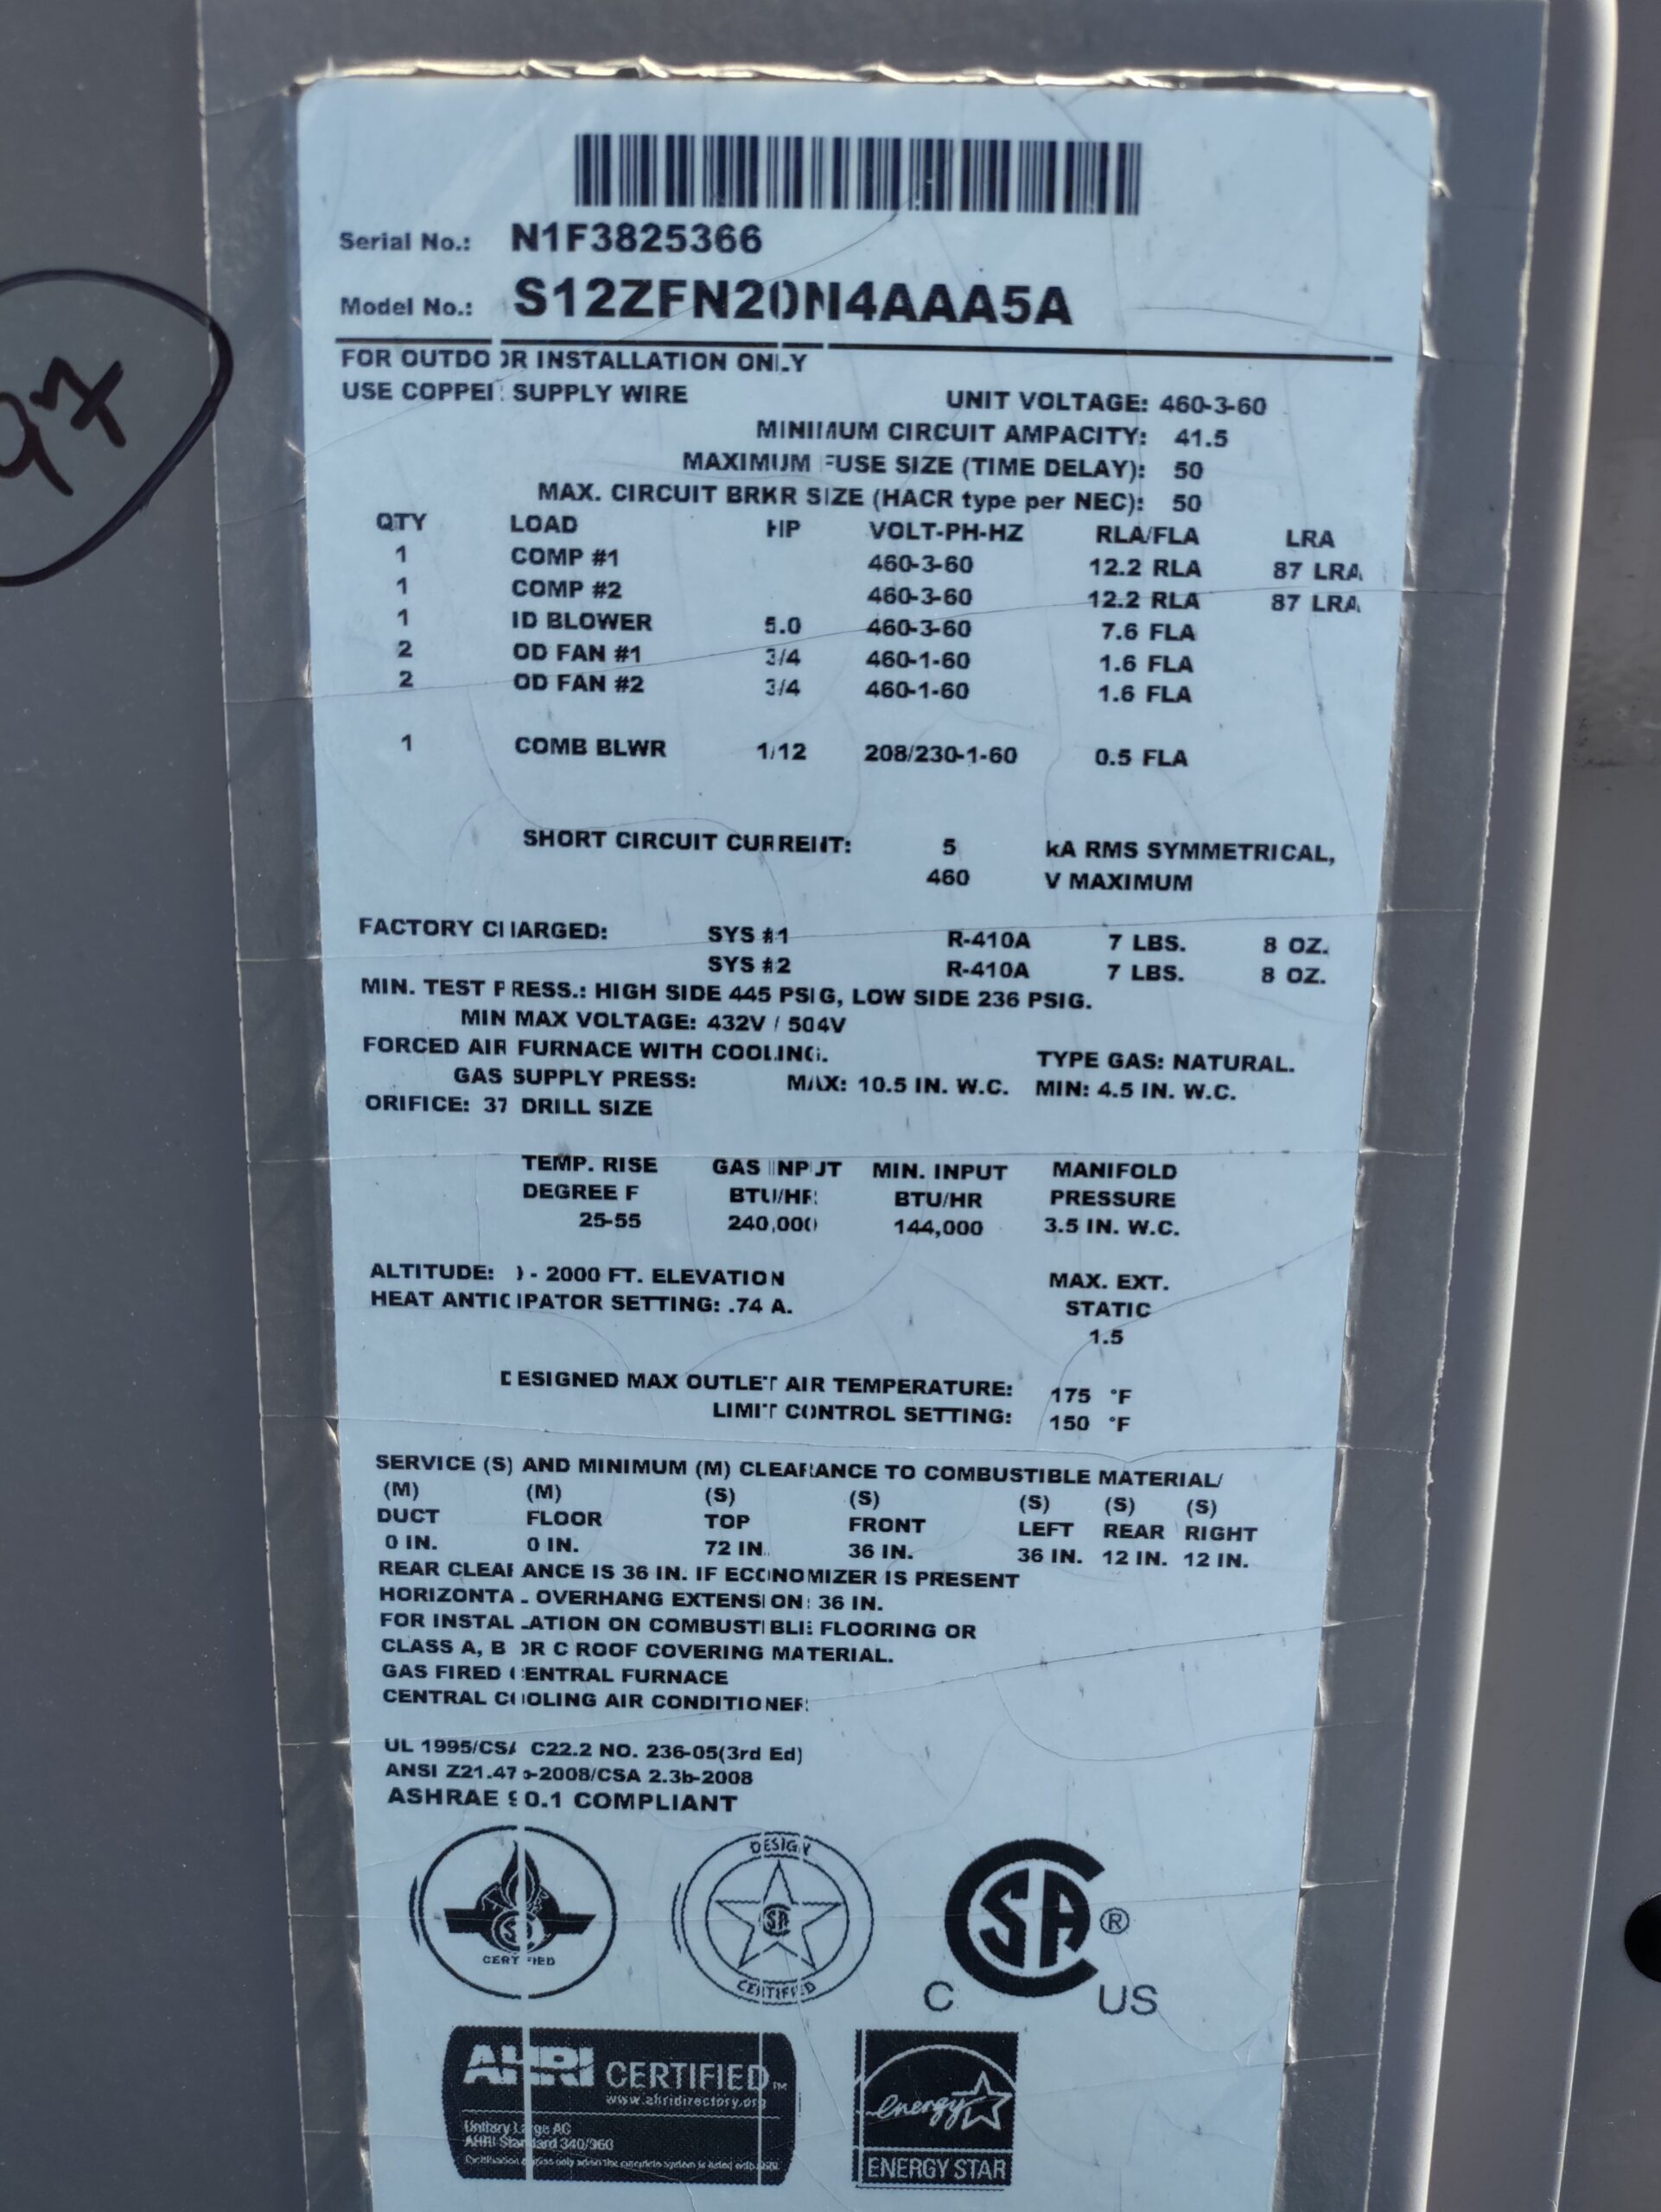 97
Serial No.: N1F3825366
Model No.: S12ZFN20N4AAA5A
FOR OUTDOOR INSTALLATION ONLY
USE COPPER SUPPLY WIRE
UNIT VOLTAGE: 460-3-60
MINIMUM CIRCUIT AMPACITY: 41.5
MAXIMUM FUSE SIZE (TIME DELAY): 50
MAX. CIRCUIT BRKR SIZE (HACR type per NEC): 50
QTY LOAD HP VOLT-PH-HZ RLA/FLA LRA
1 COMP #1 460-3-60 12.2 RLA 87 LRA
1 COMP #2 460-3-60 12.2 RLA 87 LRA
1 ID BLOWER 5.0 460-3-60 7.6 FLA
2 OD FAN #1 3/4 460-1-60 1.6 FLA
2 OD FAN #2 3/4 460-1-60 1.6 FLA
1 COMB BLWR 1/12 208/230-1-60 0.5 FLA
SHORT CIRCUIT CURRENT: 5 kA RMS SYMMETRICAL,
460 V MAXIMUM
FACTORY CHARGED: SYS #1 R-410A 7 LBS. 8 OZ.
SYS #2 R-410A 7 LBS. 8 OZ.
MIN. TEST PRESS.: HIGH SIDE 445 PSIG, LOW SIDE 236 PSIG.
MIN MAX VOLTAGE: 432V / 504V
FORCED AIR FURNACE WITH COOLING. TYPE GAS: NATURAL.
GAS SUPPLY PRESS: MAX: 10.5 IN. W.C. MIN: 4.5 IN. W.C.
ORIFICE: 37 DRILL SIZE
TEMP. RISE GAS INPUT MIN. INPUT MANIFOLD
DEGREE F BTU/HR BTU/HR PRESSURE
25-55 240,000 144,000 3.5 IN. W.C.
ALTITUDE: 0 - 2000 FT. ELEVATION MAX. EXT.
HEAT ANTICIPATOR SETTING: .74 A. STATIC
1.5
DESIGNED MAX OUTLET AIR TEMPERATURE: 175 °F
LIMIT CONTROL SETTING: 150 °F
SERVICE (S) AND MINIMUM (M) CLEARANCE TO COMBUSTIBLE MATERIAL/
(M) (M) (S) (S) (S) (S) (S)
DUCT FLOOR TOP FRONT LEFT REAR RIGHT
0 IN. 0 IN. 72 IN. 36 IN. 36 IN. 12 IN. 12 IN.
REAR CLEARANCE IS 36 IN. IF ECONOMIZER IS PRESENT
HORIZONTAL OVERHANG EXTENSION: 36 IN.
FOR INSTALLATION ON COMBUSTIBLE FLOORING OR
CLASS A, B OR C ROOF COVERING MATERIAL.
GAS FIRED CENTRAL FURNACE
CENTRAL COOLING AIR CONDITIONER
UL 1995/CSA C22.2 NO. 236-05(3rd Ed)
ANSI Z21.47b-2008/CSA 2.3b-2008
ASHRAE 90.1 COMPLIANT
CERTIFIED
DESIGN
CERTIFIED
SA ®
C US
AHRI CERTIFIED™
www.ahridirectory.org
Unitary Large AC
AHRI Standard 340/360
energy
ENERGY STAR